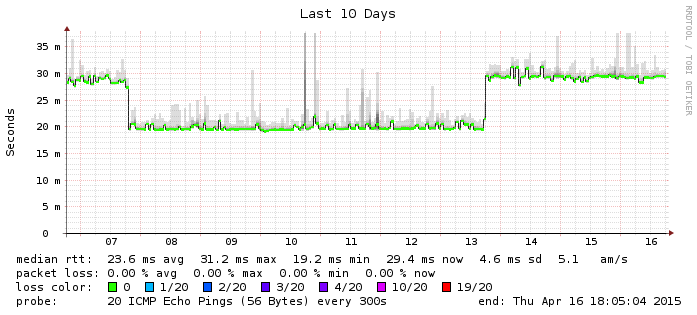 Last 10 Days
RRDTOOL / TOBI OETIKER
Seconds
35 m
30 m
25 m
20 m
15 m
10 m
5 m
0
07 08 09 10 11 12 13 14 15 16
median rtt: 23.6 ms avg 31.2 ms max 19.2 ms min 29.4 ms now 4.6 ms sd 5.1 am/s
packet loss: 0.00 % avg 0.00 % max 0.00 % min 0.00 % now
loss color: 0 1/20 2/20 3/20 4/20 10/20 19/20
probe: 20 ICMP Echo Pings (56 Bytes) every 300s end: Thu Apr 16 18:05:04 2015